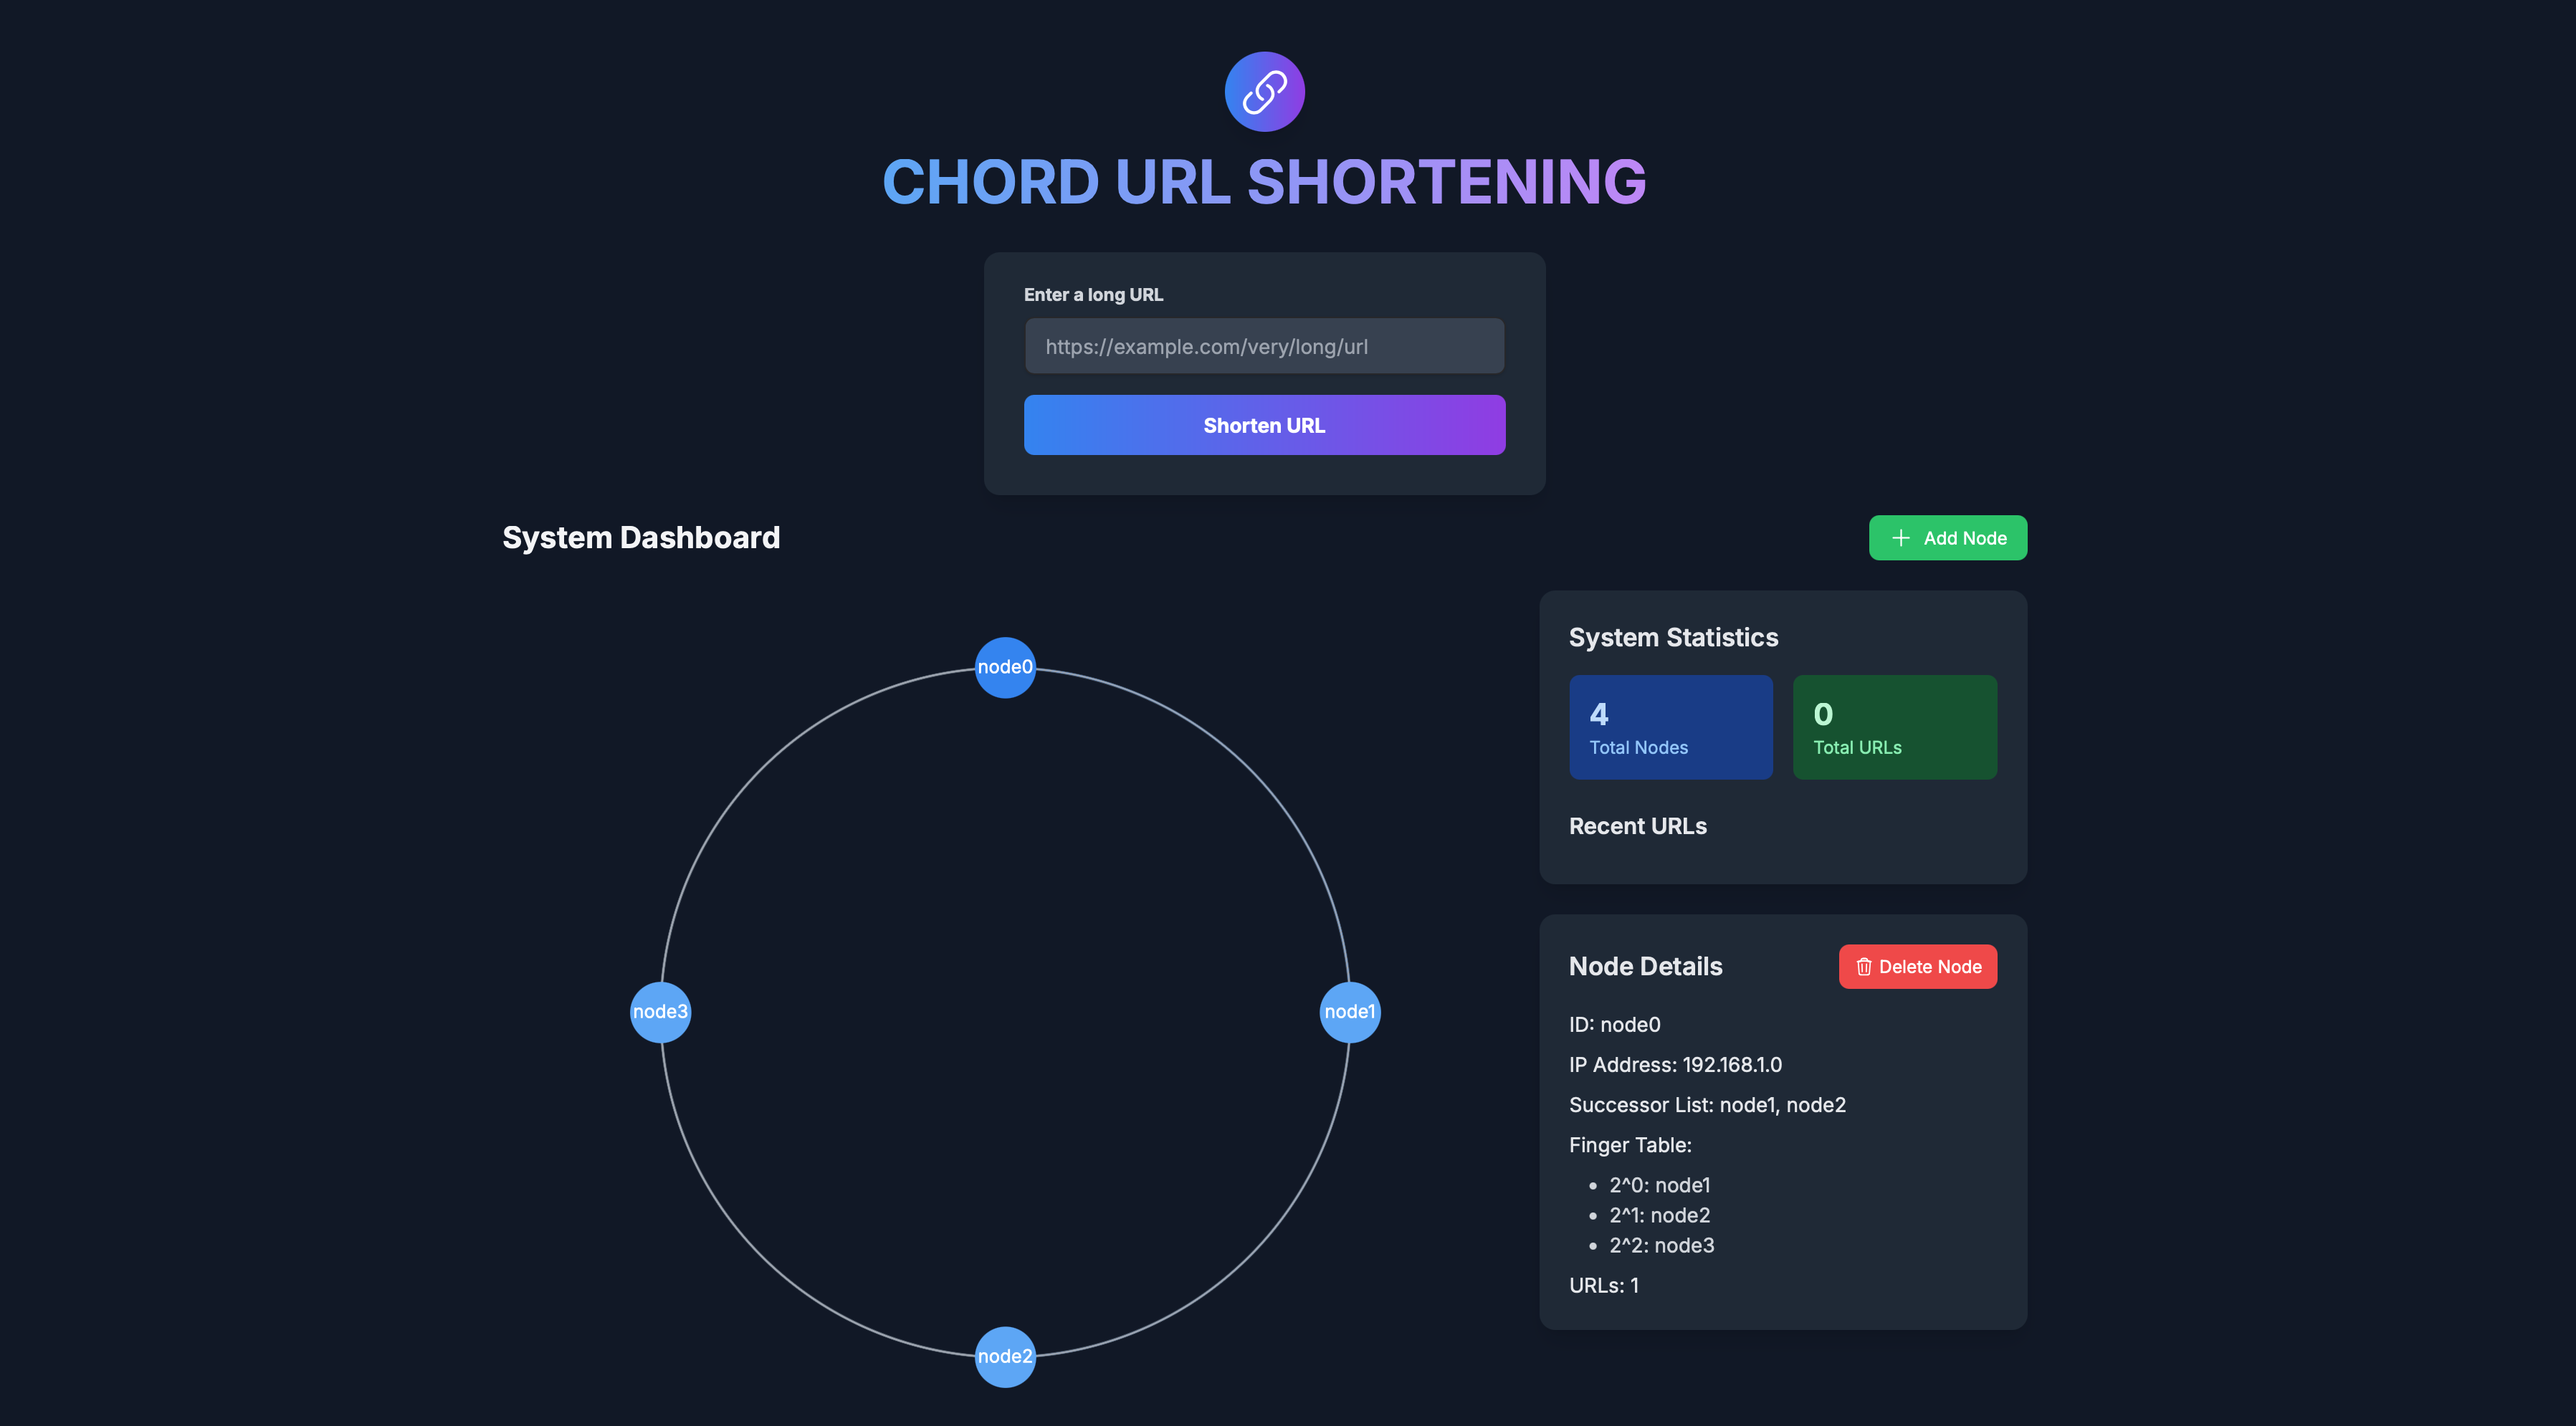 CHORD URL SHORTENING
Enter a long URL
https://example.com/very/long/url
Shorten URL
System Dashboard
Add Node
node0
node3
node1
node2
System Statistics
4
Total Nodes
0
Total URLs
Recent URLs
Node Details
Delete Node
ID: node0
IP Address: 192.168.1.0
Successor List: node1, node2
Finger Table:
• 2^0: node1
• 2^1: node2
• 2^2: node3
URLs: 1